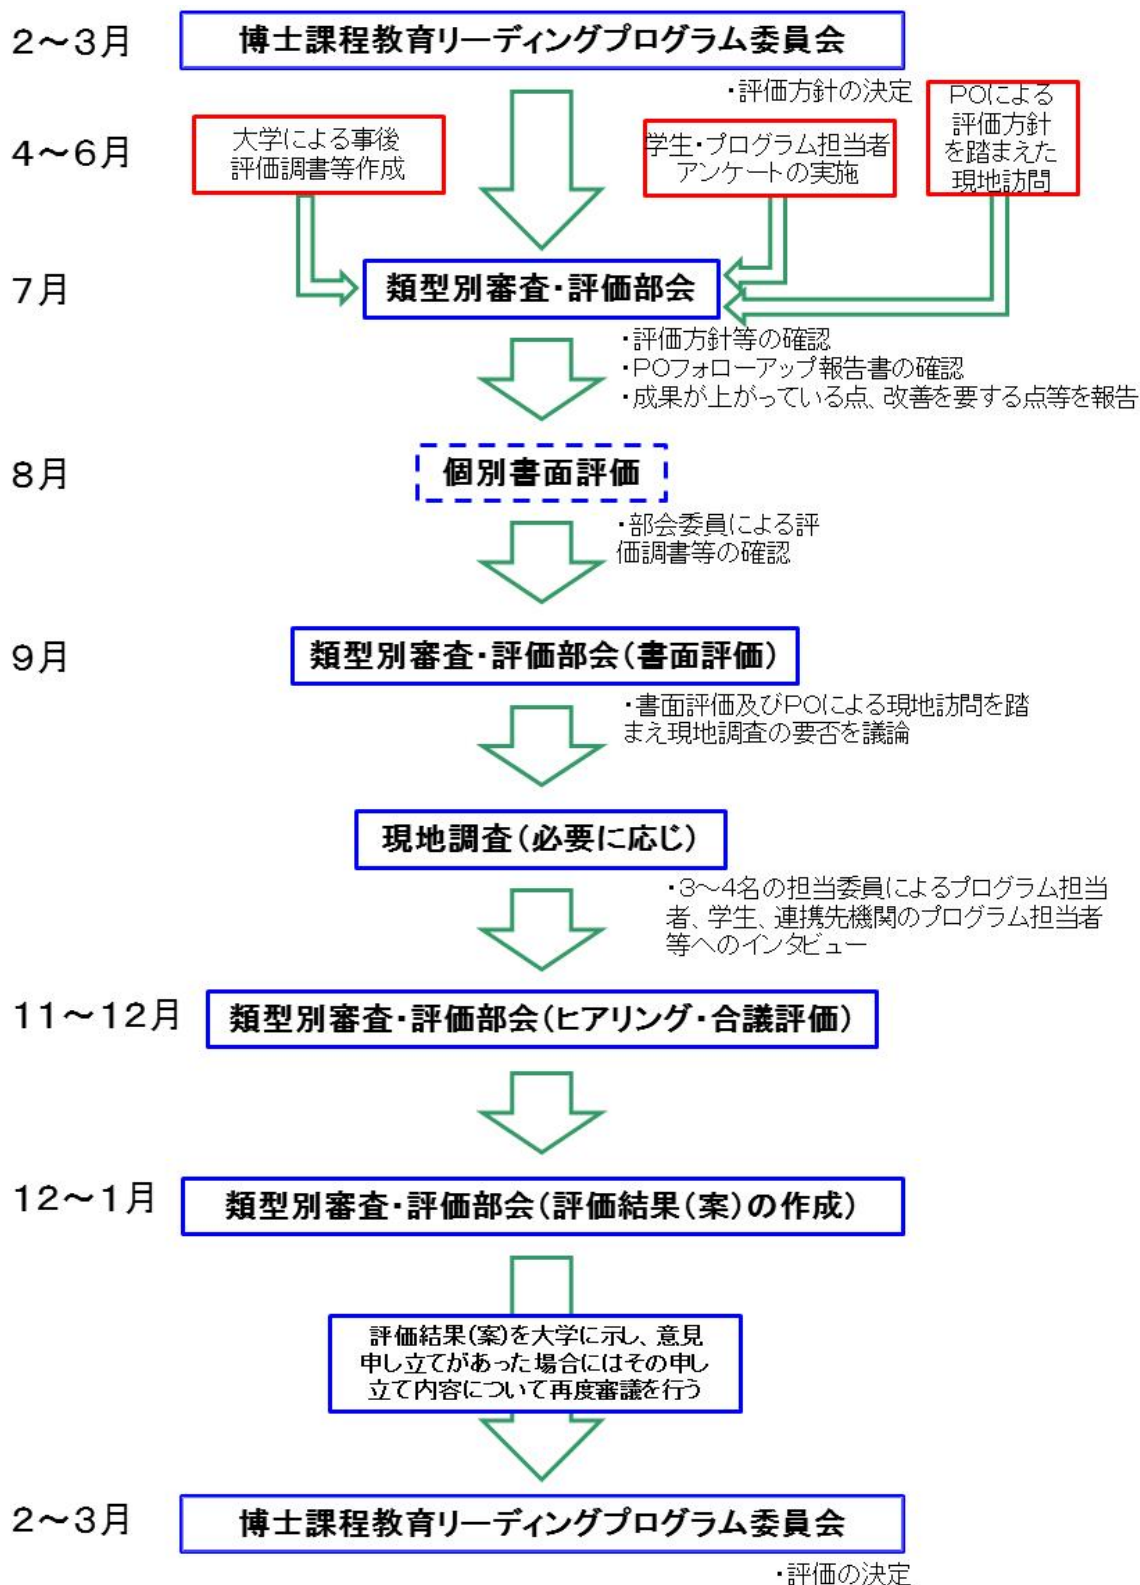 2～3月
博士課程教育リーディングプログラム委員会
・評価方針の決定
4～6月
大学による事後
評価調書等作成
学生・プログラム担当者
アンケートの実施
POによる
評価方針
を踏まえた
現地訪問
7月
類型別審査・評価部会
・評価方針等の確認
・POフォローアップ報告書の確認
・成果が上がっている点、改善を要する点等を報告
8月
個別書面評価
・部会委員による評
価調書等の確認
9月
類型別審査・評価部会（書面評価）
・書面評価及びPOによる現地訪問を踏
まえ現地調査の要否を議論
現地調査（必要に応じ）
・3～4名の担当委員によるプログラム担当
者、学生、連携先機関のプログラム担当者
等へのインタビュー
11～12月
類型別審査・評価部会（ヒアリング・合議評価）
12～1月
類型別審査・評価部会（評価結果（案）の作成）
評価結果（案）を大学に示し、意見
申し立てがあった場合にはその申し
立て内容について再度審議を行う
2～3月
博士課程教育リーディングプログラム委員会
・評価の決定